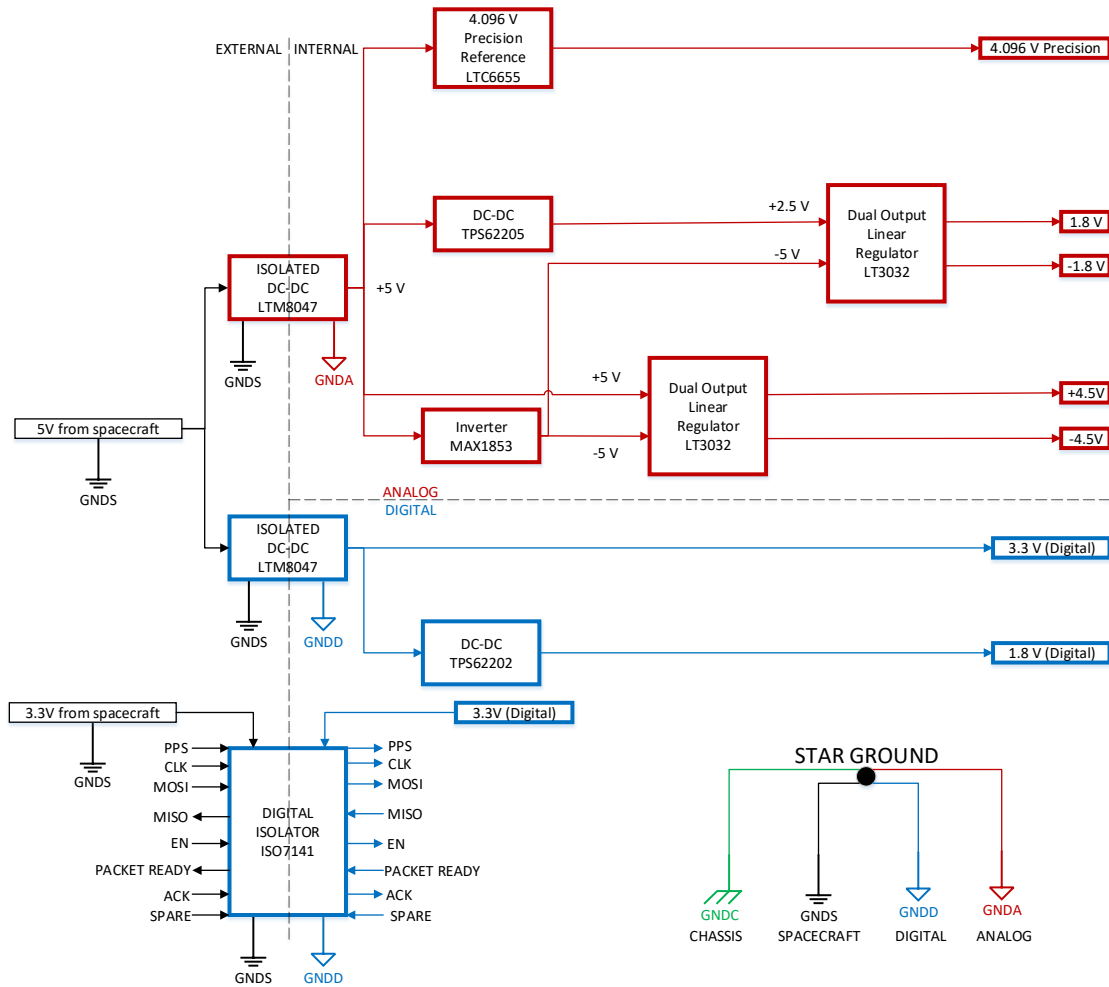 EXTERNAL
INTERNAL
4.096 V
Precision
Reference
LTC6655
4.096 V Precision
DC-DC
TPS62205
+2.5 V
-5 V
Dual Output
Linear
Regulator
LT3032
1.8 V
-1.8 V
ISOLATED
DC-DC
LTM8047
+5 V
GNDS
GNDA
5V from spacecraft
GNDS
+5 V
Inverter
MAX1853
-5 V
Dual Output
Linear
Regulator
LT3032
+4.5V
-4.5V
ANALOG
DIGITAL
ISOLATED
DC-DC
LTM8047
3.3 V (Digital)
GNDS
GNDD
DC-DC
TPS62202
1.8 V (Digital)
3.3V from spacecraft
3.3V (Digital)
GNDS
PPS
CLK
MOSI
MISO
EN
PACKET READY
ACK
SPARE
DIGITAL
ISOLATOR
ISO7141
PPS
CLK
MOSI
MISO
EN
PACKET READY
ACK
SPARE
GNDS
GNDD
STAR GROUND
GNDC
CHASSIS
GNDS
SPACECRAFT
GNDD
DIGITAL
GNDA
ANALOG